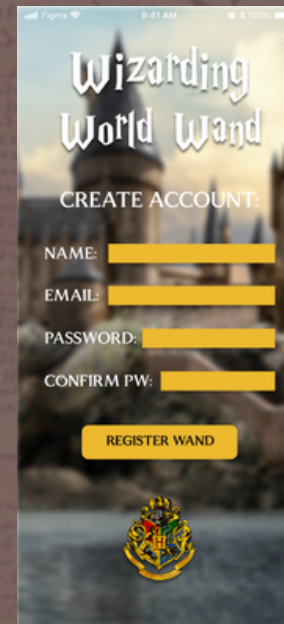 Figma 9:41 AM 100%
Wizarding
World Wand
CREATE ACCOUNT:
NAME:
EMAIL:
PASSWORD:
CONFIRM PW:
REGISTER WAND
H